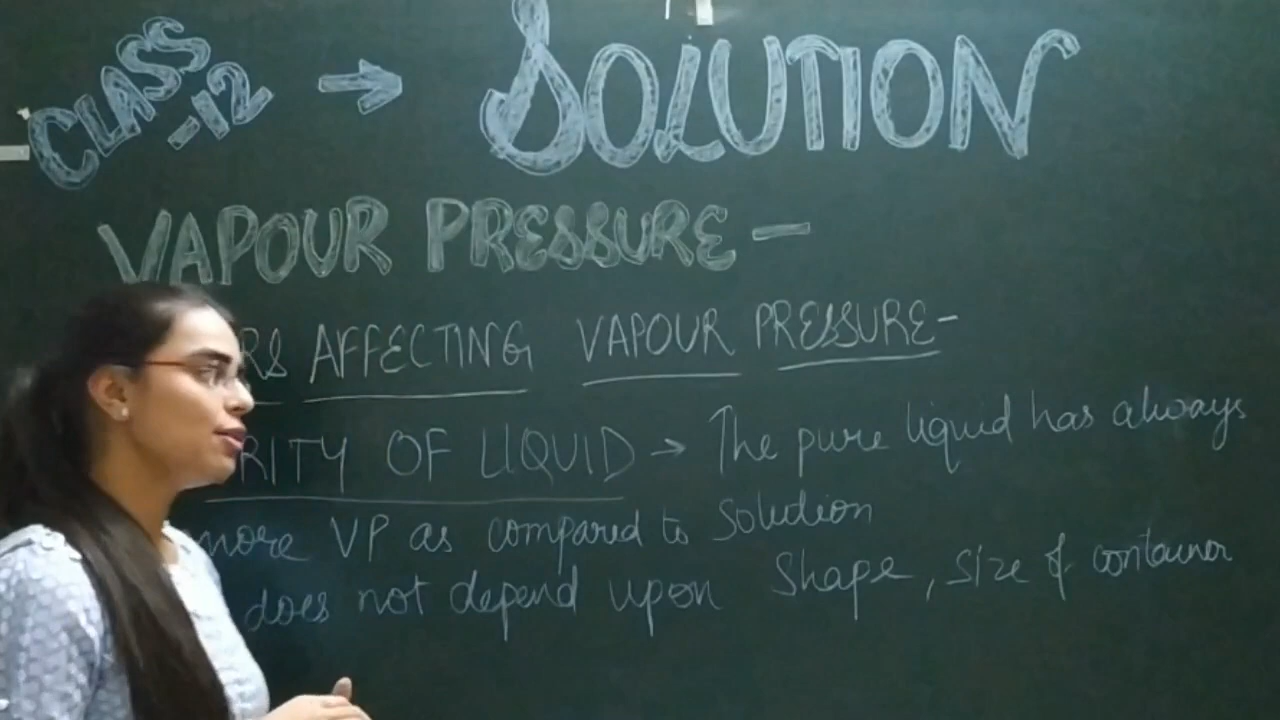 CLASS-12 → SOLUTION
VAPOUR PRESSURE -
RS AFFECTING VAPOUR PRESSURE-
RITY OF LIQUID → The pure liquid has always
more VP as compared to Solution
does not depend upon Shape, Size of container